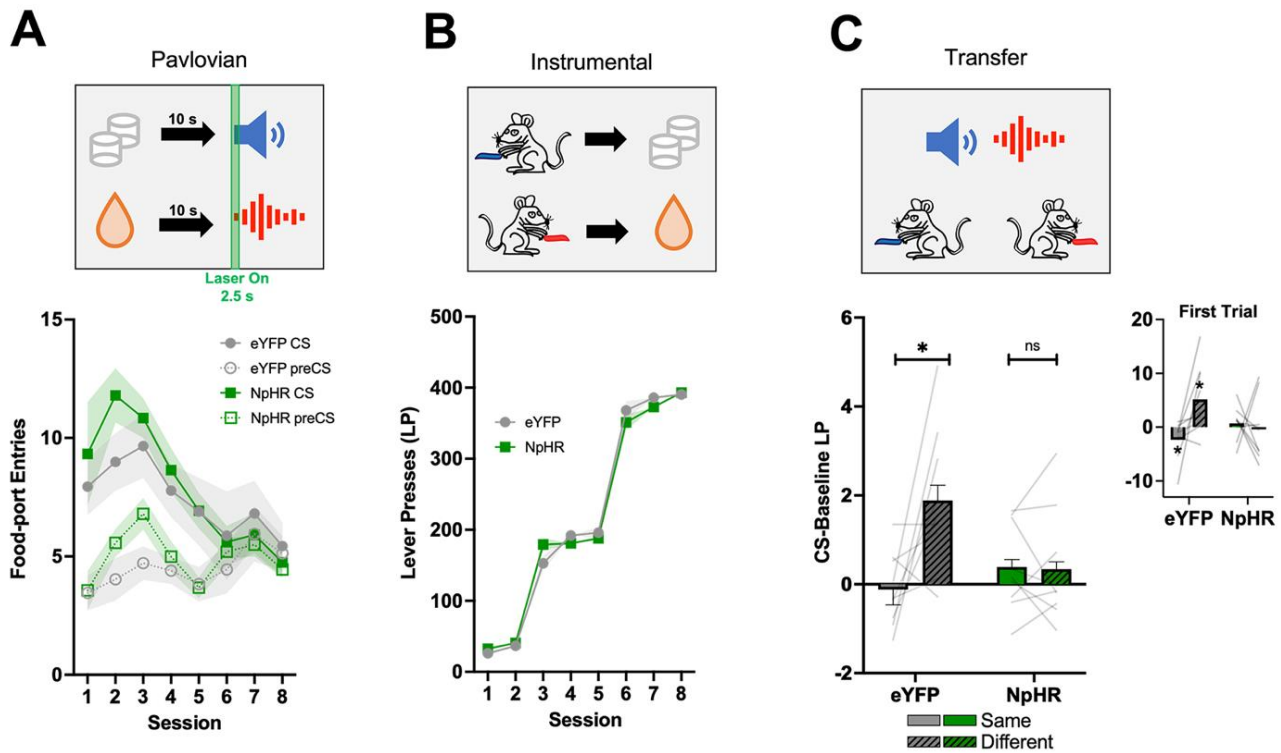 A
Pavlovian
10 s
10 s
Laser On
2.5 s
15
10
5
0
Food-port Entries
eYFP CS
eYFP preCS
NpHR CS
NpHR preCS
1 2 3 4 5 6 7 8
Session
B
Instrumental
500
400
300
200
100
0
Lever Presses (LP)
eYFP
NpHR
1 2 3 4 5 6 7 8
Session
C
Transfer
6
4
2
0
-2
CS-Baseline LP
*
ns
eYFP NpHR
Same
Different
First Trial
20
10
0
-10
*
*
eYFP NpHR